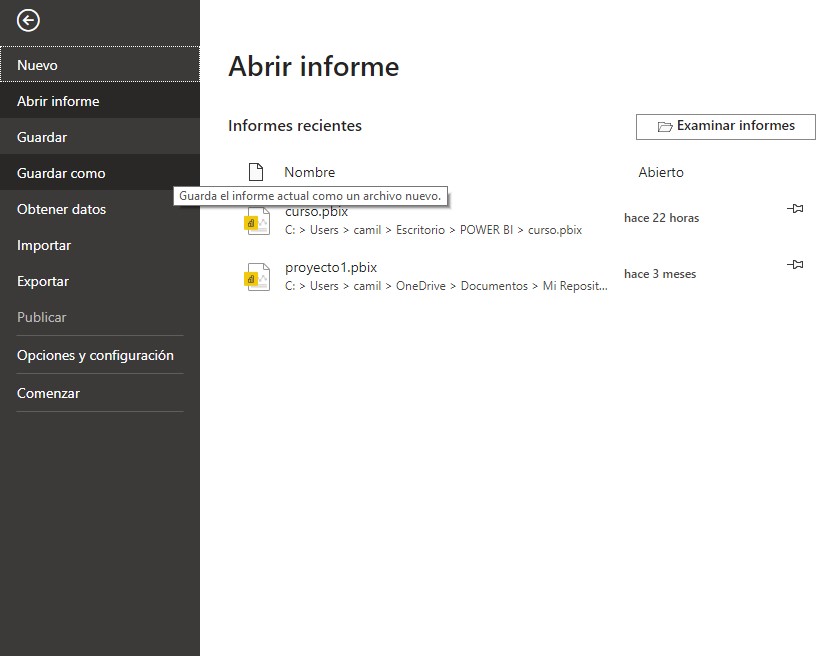 Nuevo
Abrir informe
Guardar
Guardar como
Obtener datos
Importar
Exportar
Publicar
Opciones y configuración
Comenzar
Abrir informe
Informes recientes
Examinar informes
Nombre
Abierto
Guarda el informe actual como un archivo nuevo.
curso.pbix
C: > Users > camil > Escritorio > POWER BI > curso.pbix
hace 22 horas
proyecto1.pbix
C: > Users > camil > OneDrive > Documentos > Mi Reposit...
hace 3 meses